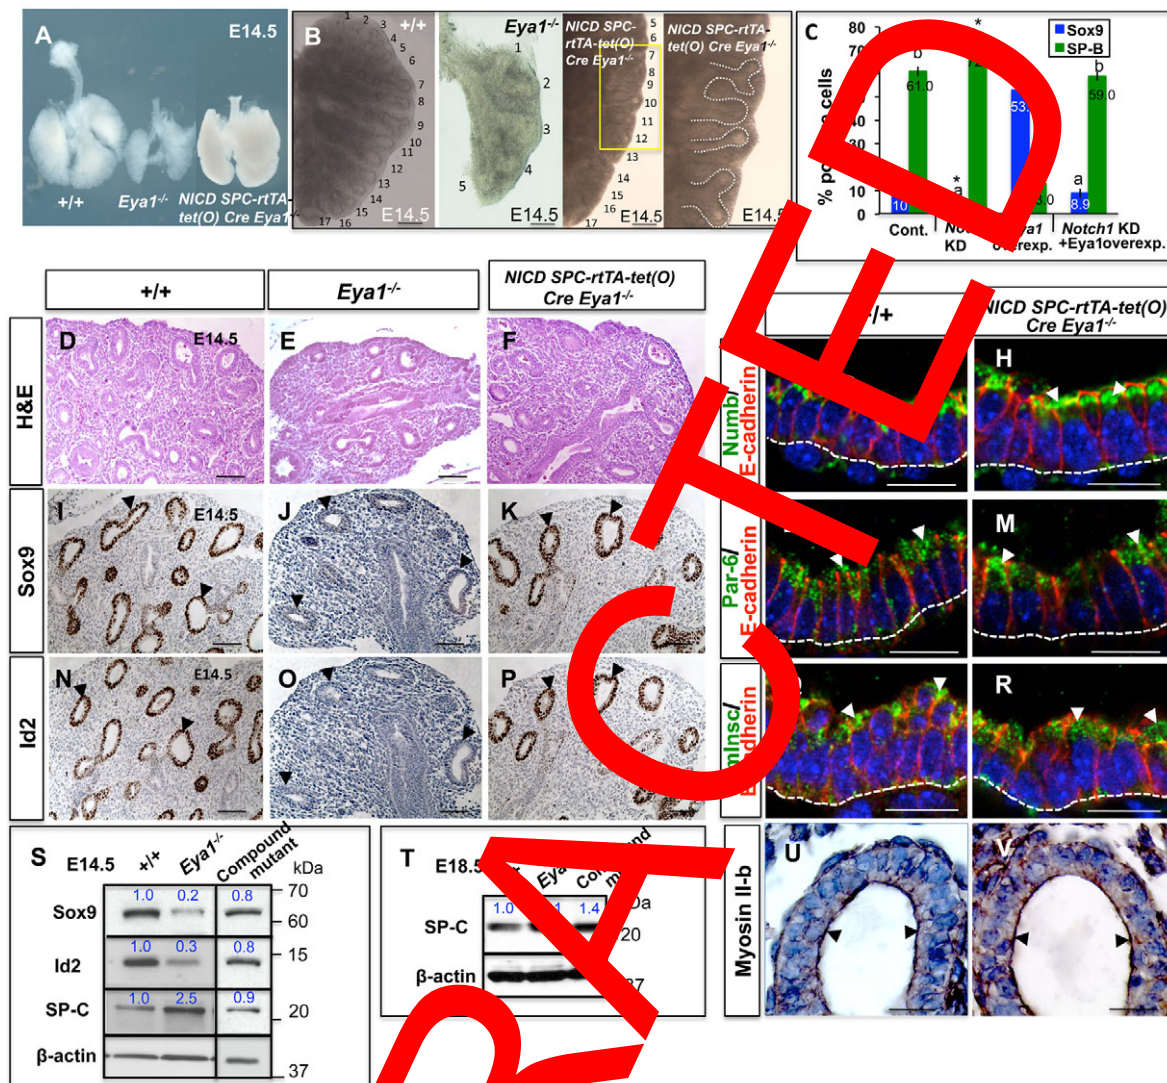 A
E14.5
+/+
Eya1-/-
NICD SPC-rtTA-
tet(O) Cre Eya1-/-
B
+/+
1
2
3
4
5
6
7
8
9
10
11
12
13
14
15
16
17
E14.5
Eya1-/-
1
2
3
4
5
E14.5
NICD SPC-
rtTA-tet(O)
Cre Eya1-/-
5
6
7
8
9
10
11
12
13
14
15
16
17
E14.5
NICD SPC-rtTA-
tet(O) Cre Eya1-/-
E14.5
C
80
70
60
50
40
30
20
10
0
Sox9
SP-B
b
61.0
10
*
b
*
a
a
8.9
b
59.0
Cont.
KD
overexp.
Notch1 KD
+Eya1overexp.
+/+
Eya1-/-
NICD SPC-rtTA-tet(O)
Cre Eya1-/-
H&E
D
E14.5
E
F
Sox9
I
E14.5
J
K
Id2
N
E14.5
O
P
NICD SPC-rtTA-tet(O)
Cre Eya1-/-
Numb/
E-cadherin
H
Par-6/
E-cadherin
M
R
Myosin II-b
U
V
S
E14.5
+/+
Eya1-/-
Compound
mutant
kDa
Sox9
1.0
0.2
0.8
70
60
Id2
1.0
0.3
0.8
15
SP-C
1.0
2.5
0.9
20
β-actin
37
T
E18.5
SP-C
1.0
1.4
20
β-actin
RACTED